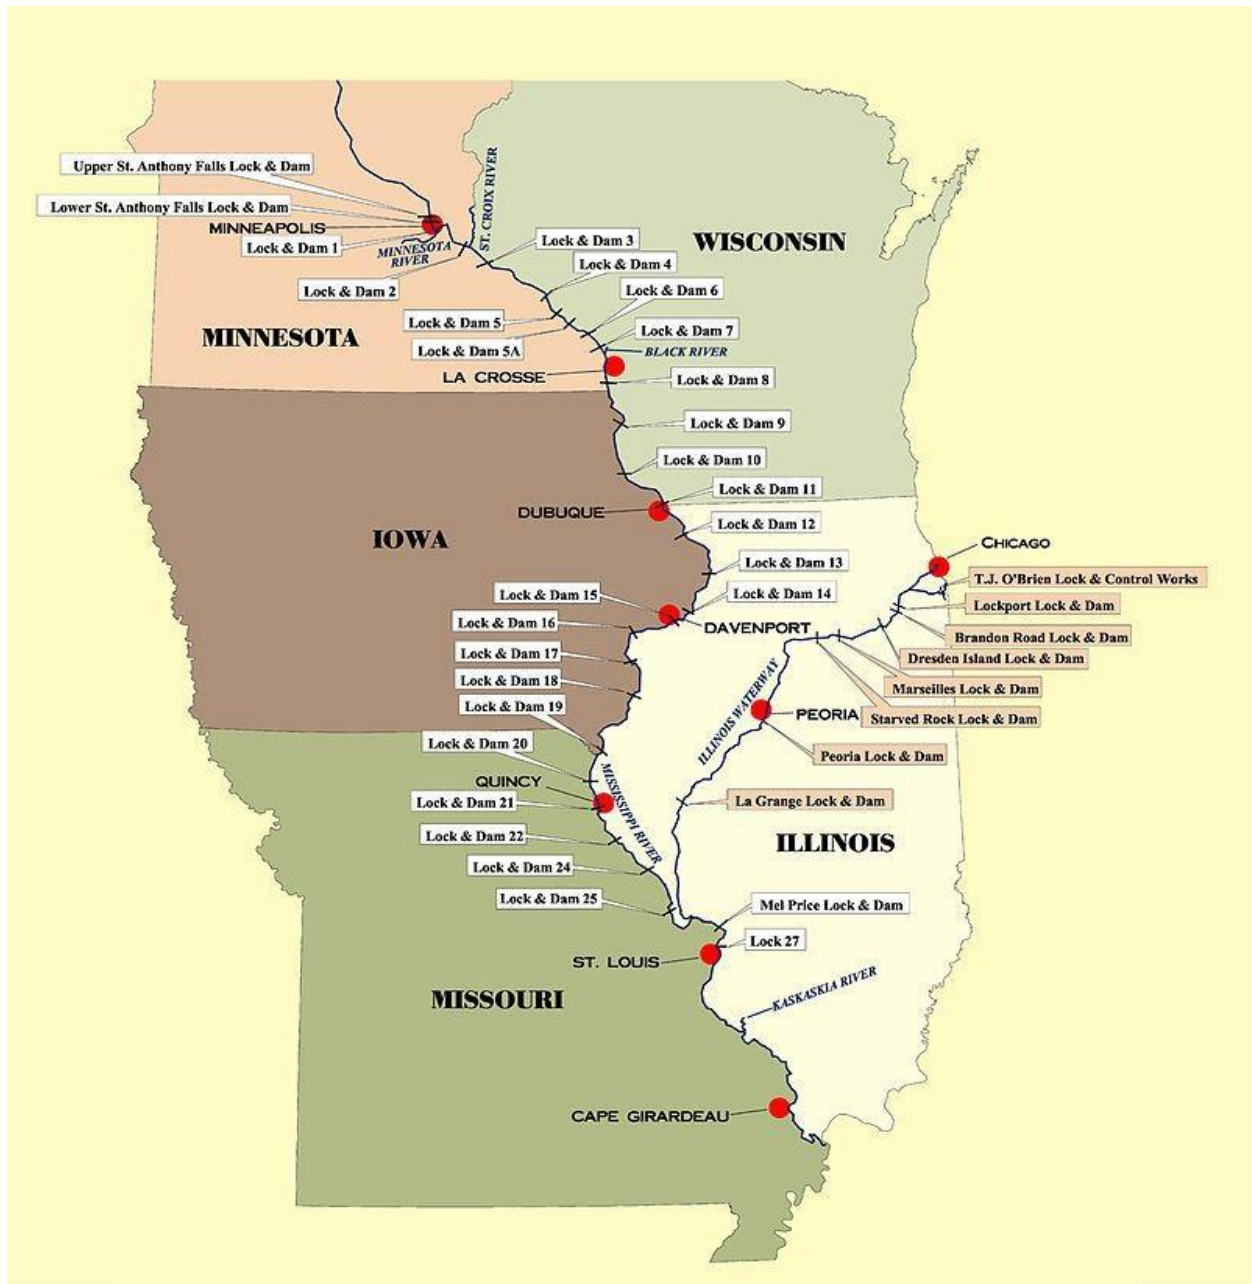 Upper St. Anthony Falls Lock & Dam
Lower St. Anthony Falls Lock & Dam
MINNEAPOLIS
Lock & Dam 1
MINNESOTA
RIVER
ST. CROIX RIVER
Lock & Dam 2
Lock & Dam 3
WISCONSIN
Lock & Dam 4
Lock & Dam 6
Lock & Dam 5
Lock & Dam 7
MINNESOTA
Lock & Dam 5A
BLACK RIVER
LA CROSSE
Lock & Dam 8
Lock & Dam 9
Lock & Dam 10
Lock & Dam 11
DUBUQUE
Lock & Dam 12
IOWA
CHICAGO
Lock & Dam 13
T.J. O'Brien Lock & Control Works
Lock & Dam 15
Lock & Dam 14
Lockport Lock & Dam
Lock & Dam 16
DAVENPORT
Brandon Road Lock & Dam
Lock & Dam 17
Dresden Island Lock & Dam
Lock & Dam 18
Marseilles Lock & Dam
Lock & Dam 19
ILLINOIS WATERWAY
PEORIA
Starved Rock Lock & Dam
Lock & Dam 20
Peoria Lock & Dam
QUINCY
MISSISSIPPI RIVER
Lock & Dam 21
La Grange Lock & Dam
Lock & Dam 22
ILLINOIS
Lock & Dam 24
Lock & Dam 25
Mel Price Lock & Dam
Lock 27
ST. LOUIS
MISSOURI
KASKASKIA RIVER
CAPE GIRARDEAU